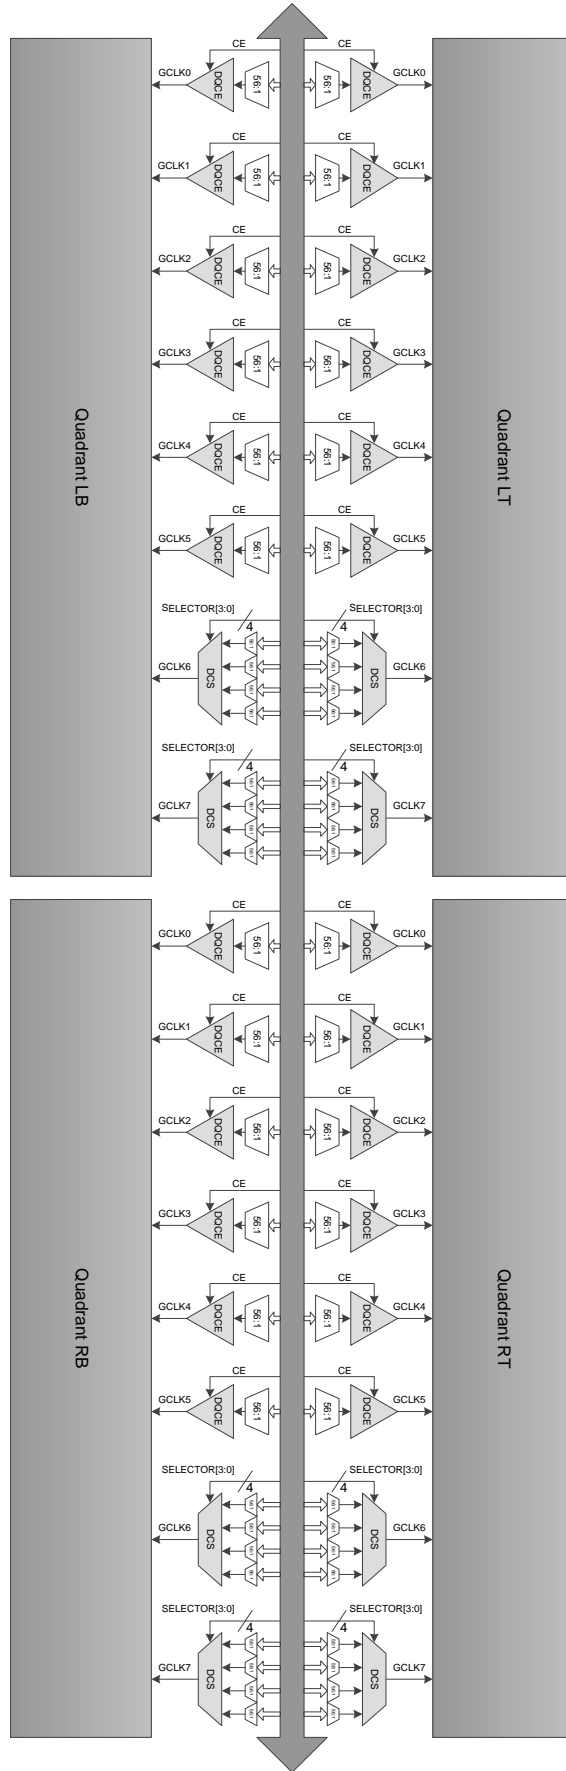 CE
CE
GCLK0
DQCE
56:1
56:1
DQCE
GCLK0
CE
CE
GCLK1
DQCE
56:1
56:1
DQCE
GCLK1
CE
CE
GCLK2
DQCE
56:1
56:1
DQCE
GCLK2
CE
CE
GCLK3
DQCE
56:1
56:1
DQCE
GCLK3
Quadrant LB
Quadrant LT
CE
CE
GCLK4
DQCE
56:1
56:1
DQCE
GCLK4
CE
CE
GCLK5
DQCE
56:1
56:1
DQCE
GCLK5
SELECTOR[3:0]
4
4
SELECTOR[3:0]
GCLK6
DCS
DCS
GCLK6
SELECTOR[3:0]
4
4
SELECTOR[3:0]
GCLK7
DCS
DCS
GCLK7
CE
CE
GCLK0
DQCE
56:1
56:1
DQCE
GCLK0
CE
CE
GCLK1
DQCE
56:1
56:1
DQCE
GCLK1
CE
CE
GCLK2
DQCE
56:1
56:1
DQCE
GCLK2
CE
CE
GCLK3
DQCE
56:1
56:1
DQCE
GCLK3
Quadrant RB
Quadrant RT
CE
CE
GCLK4
DQCE
56:1
56:1
DQCE
GCLK4
CE
CE
GCLK5
DQCE
56:1
56:1
DQCE
GCLK5
SELECTOR[3:0]
4
4
SELECTOR[3:0]
GCLK6
DCS
DCS
GCLK6
SELECTOR[3:0]
4
4
SELECTOR[3:0]
GCLK7
DCS
DCS
GCLK7